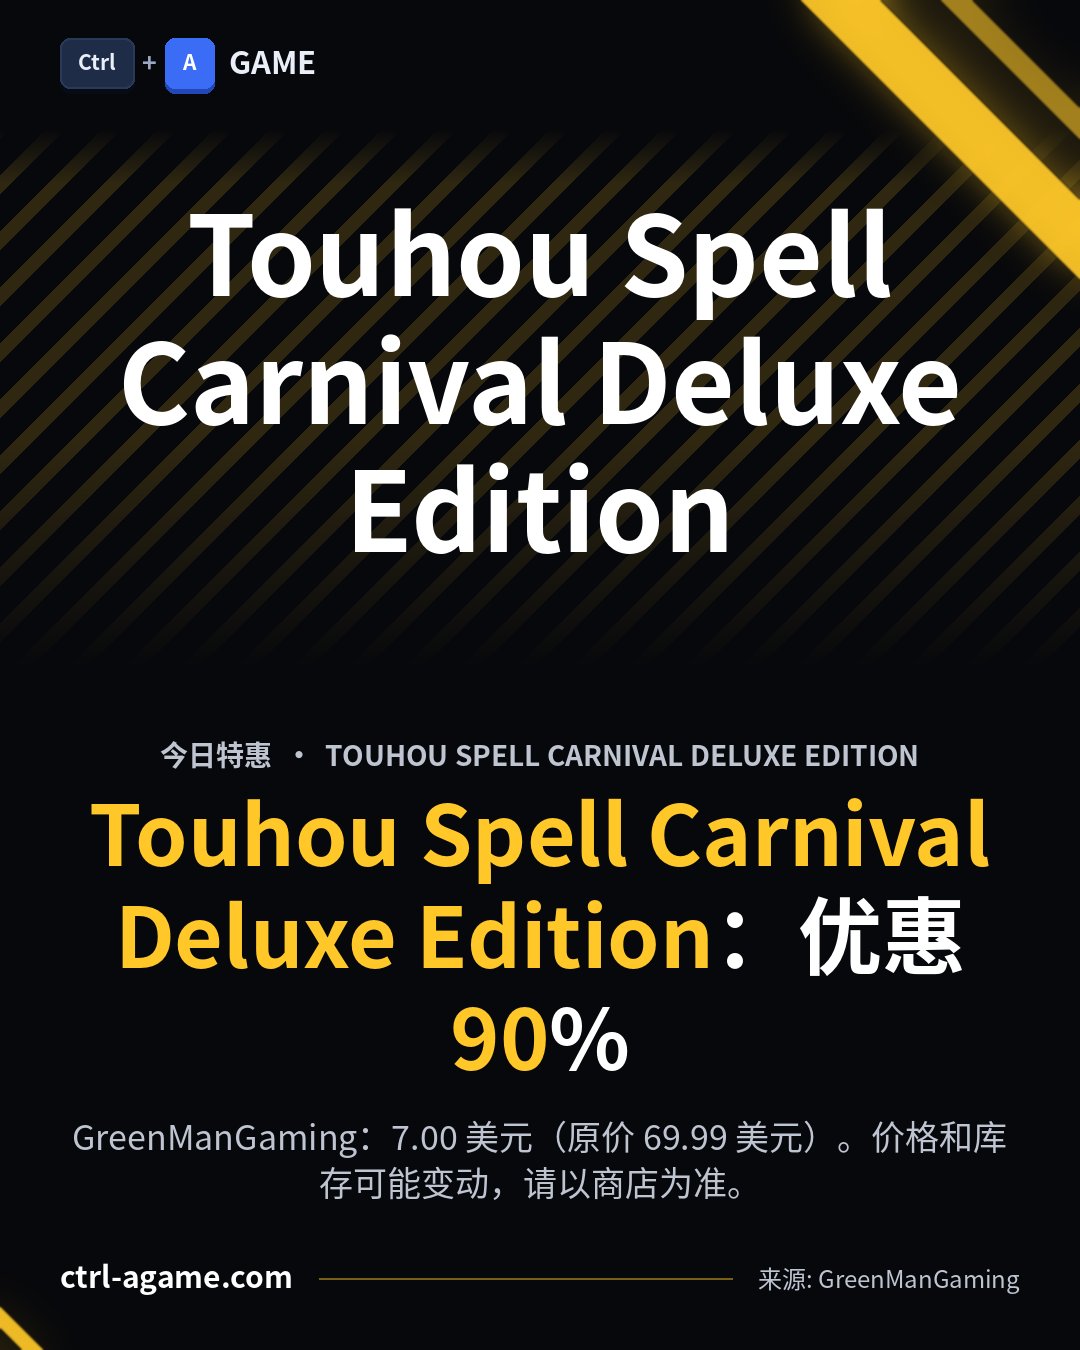 Ctrl + A GAME
Touhou Spell
Carnival Deluxe
Edition
今日特惠 · TOUHOU SPELL CARNIVAL DELUXE EDITION
Touhou Spell Carnival
Deluxe Edition：优惠
90%
GreenManGaming：7.00 美元（原价 69.99 美元）。价格和库
存可能变动，请以商店为准。
ctrl-agame.com
来源: GreenManGaming